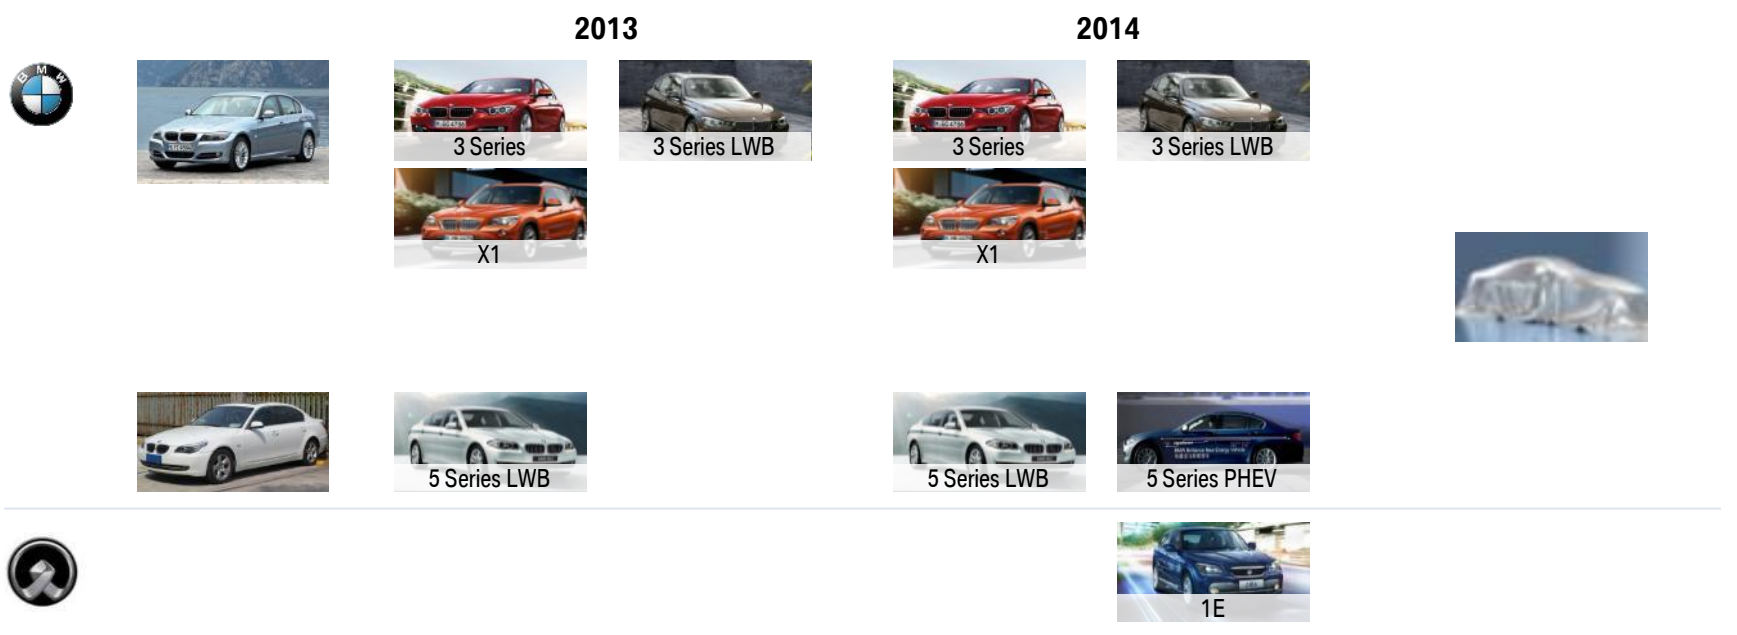 2013
2014
BMW
3 Series
3 Series LWB
3 Series
3 Series LWB
X1
X1
5 Series LWB
5 Series LWB
5 Series PHEV
1E